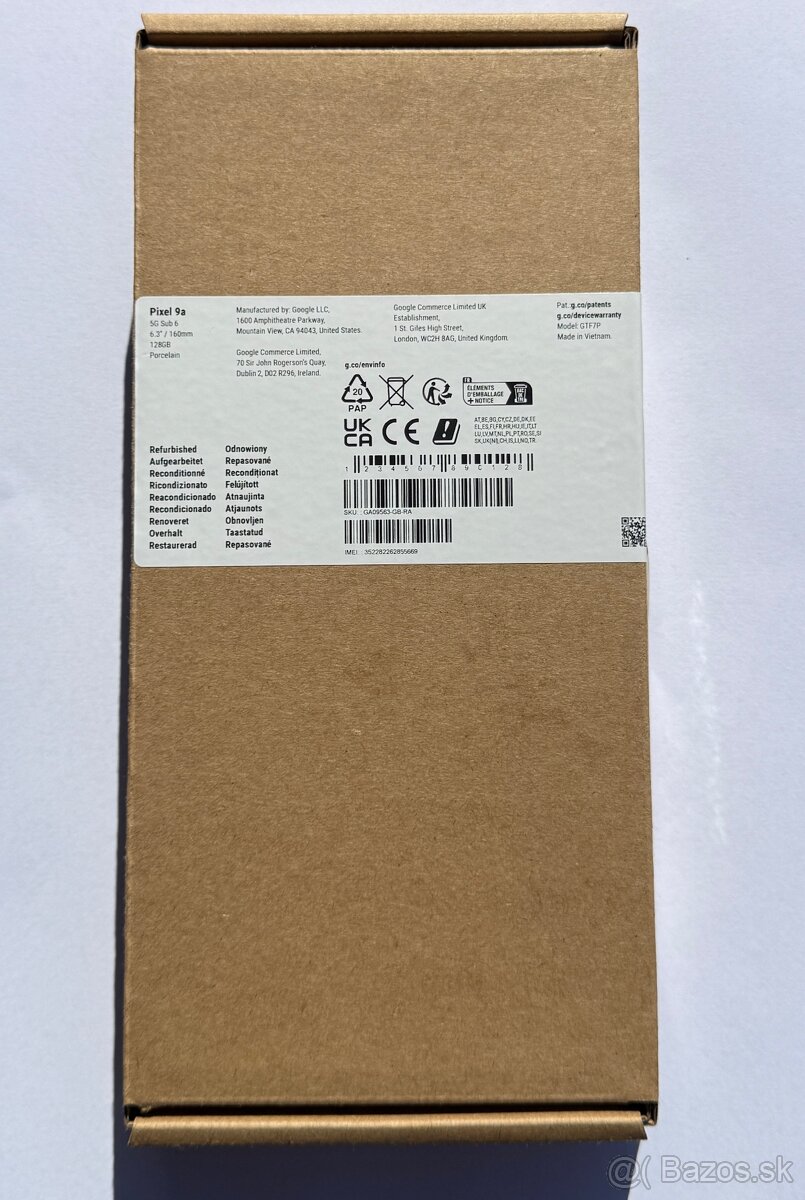 Pixel 9a
5G Sub 6
6.3" / 160mm
128GB
Porcelain
Manufactured by: Google LLC,
1600 Amphitheatre Parkway,
Mountain View, CA 94043, United States.
Google Commerce Limited,
70 Sir John Rogerson's Quay,
Dublin 2, D02 R296, Ireland.
Google Commerce Limited UK
Establishment,
1 St. Giles High Street,
London, WC2H 8AG, United Kingdom.
Pat.:g.co/patents
g.co/devicewarranty
Model: GTF7P
Made in Vietnam.
g.co/envinfo
20
PAP
FR
ÉLÉMENTS
D'EMBALLAGE
+ NOTICE
UK
CA
CE
AT,BE,BG,CY,CZ,DE,DK,EE
EL,ES,FI,FR,HR,HU,IE,IT,LT
LU,LV,MT,NL,PL,PT,RO,SE,SI
SK,UK(NI),CH,IS,LI,NO,TR.
Refurbished
Aufgearbeitet
Reconditionné
Ricondizionato
Reacondicionado
Recondicionado
Renoveret
Overhalt
Restaurerad
Odnowiony
Repasované
Recondiționat
Felújított
Atnaujinta
Atjaunots
Obnovljen
Taastatud
Repasované
1 2 3 4 5 6 7 8 9 0 1 2 8
SKU: : GA09563-GB-RA
IMEI: : 352282262855669
@( Bazos.sk